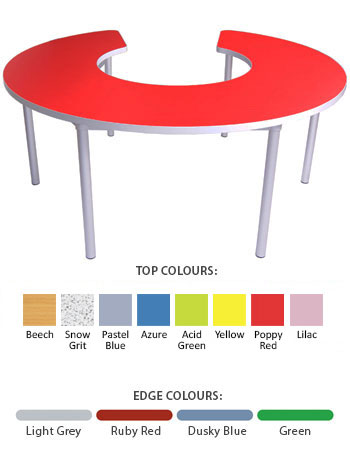 TOP COLOURS:
Beech Snow Grit Pastel Blue Azure Acid Green Yellow Poppy Red Lilac
EDGE COLOURS:
Light Grey Ruby Red Dusky Blue Green